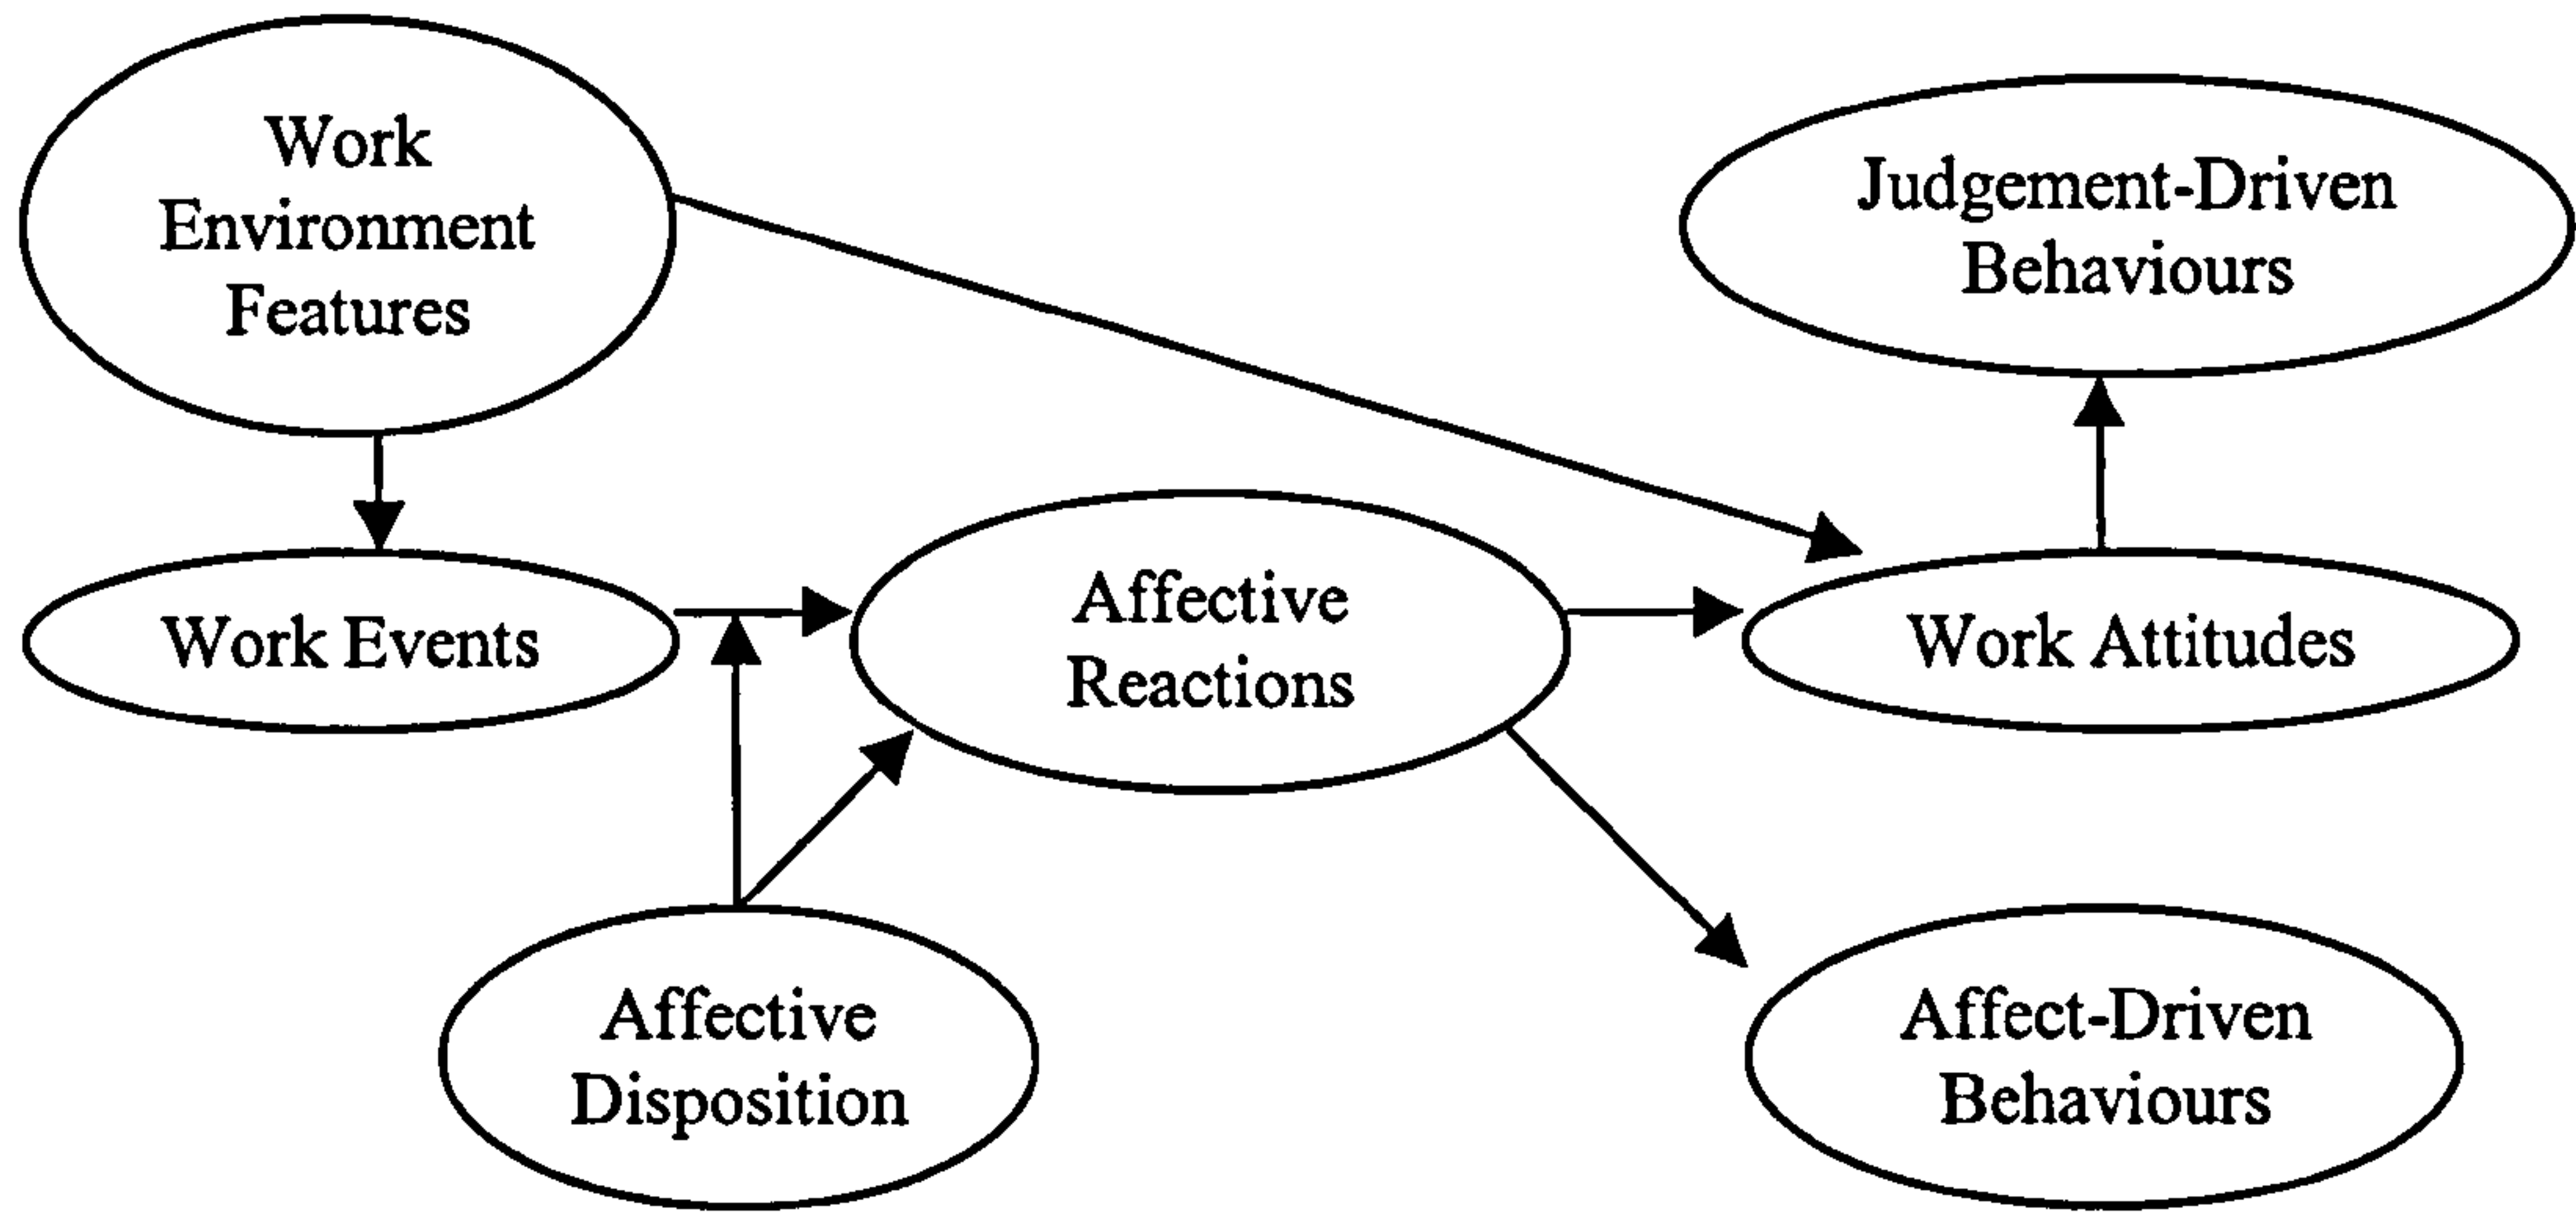 Work
Environment
Features
Judgement-Driven
Behaviours
Work Events
Affective
Reactions
Work Attitudes
Affective
Disposition
Affect-Driven
Behaviours